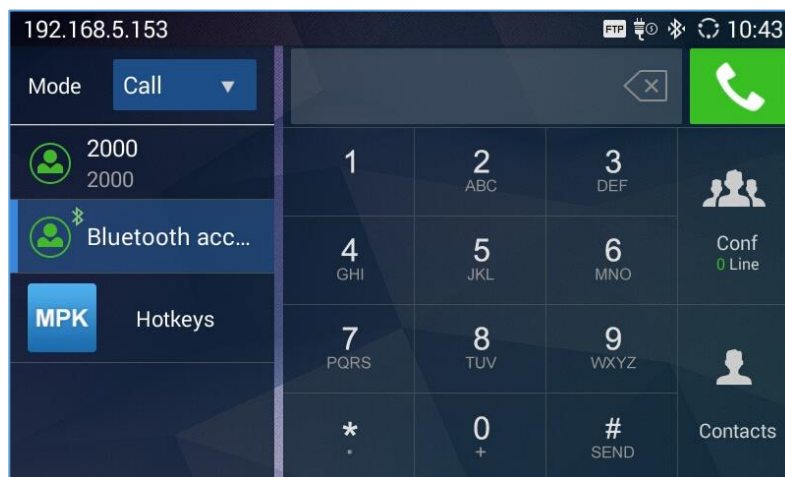 192.168.5.153
FTP
10:43
Mode
Call
2000
2000
Bluetooth acc...
MPK
Hotkeys
1
2
ABC
3
DEF
4
GHI
5
JKL
6
MNO
7
PQRS
8
TUV
9
WXYZ
*
.
0
+
#
SEND
Conf
0 Line
Contacts